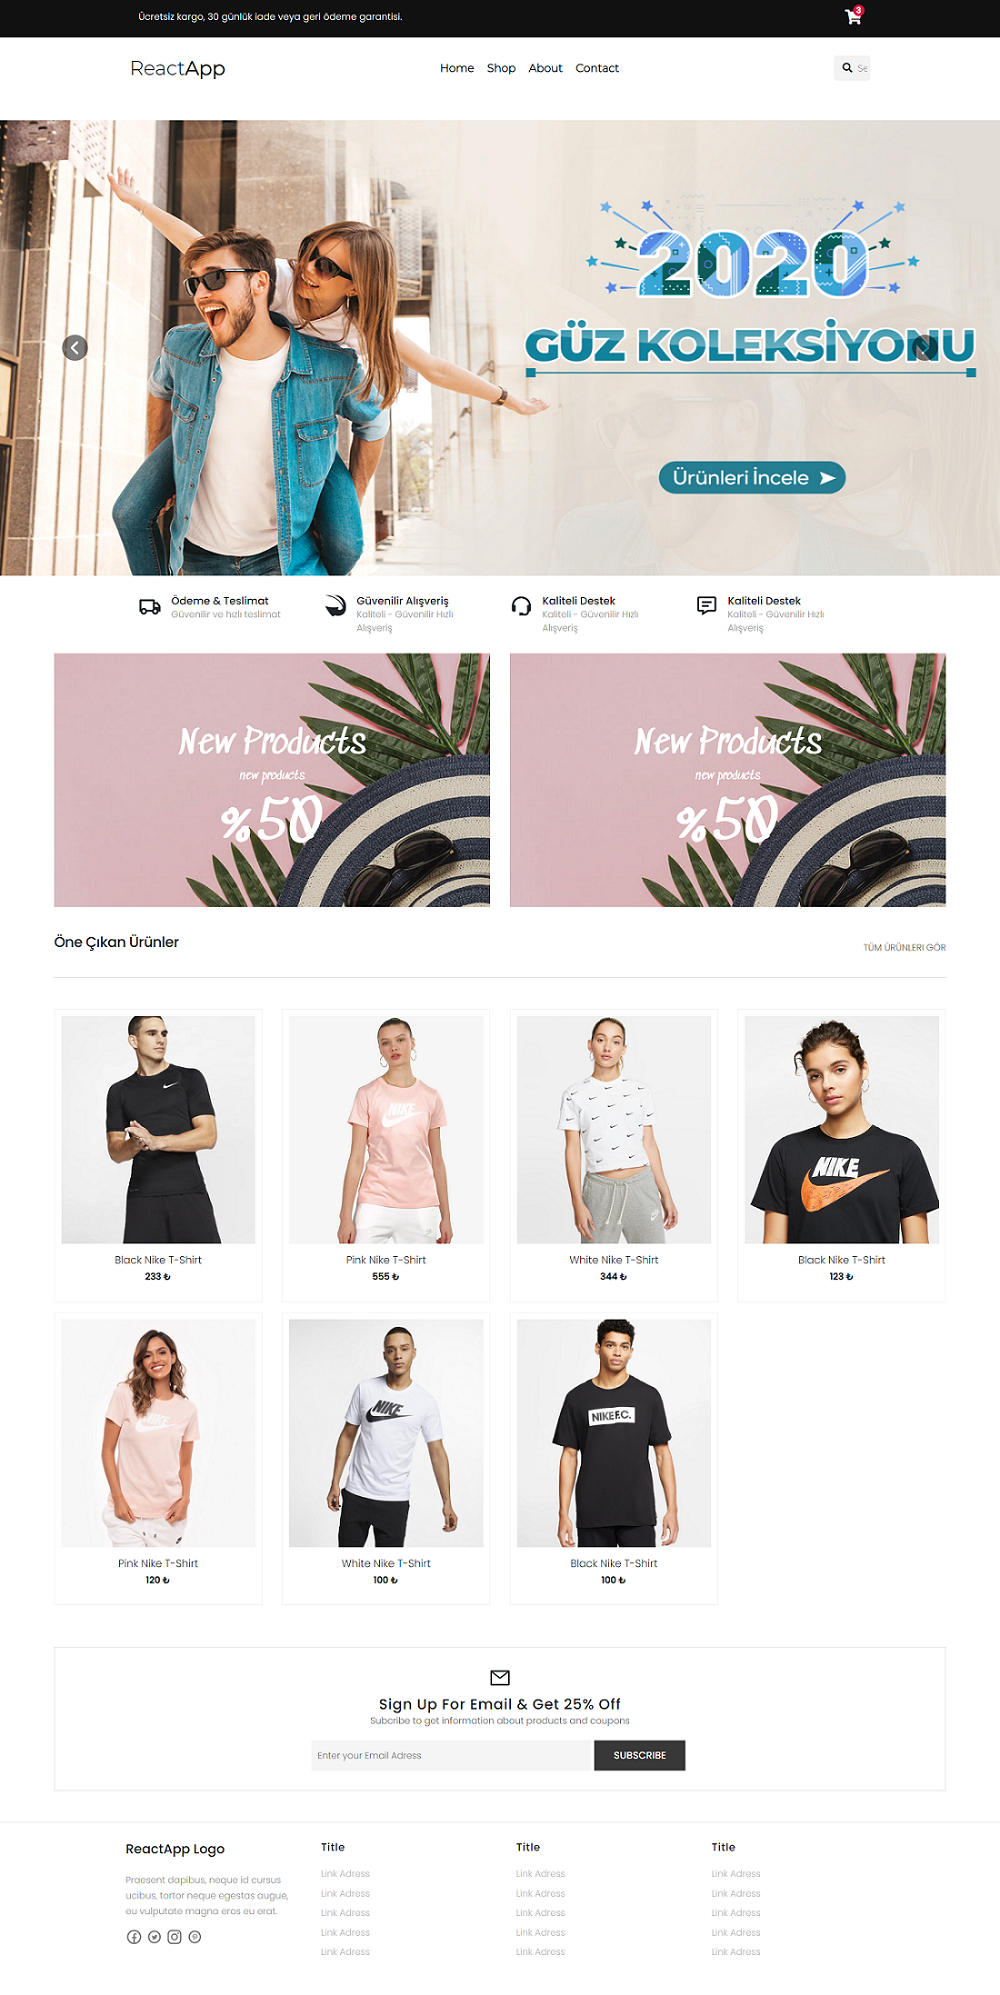 Ücretsiz kargo, 30 günlük iade veya geri ödeme garantisi.
3
ReactApp
Home Shop About Contact
Se
2020
GÜZ KOLEKSİYONU
Ürünleri İncele
Ödeme & Teslimat
Güvenilir ve hızlı teslimat
Güvenilir Alışveriş
Kaliteli - Güvenilir Hızlı
Alışveriş
Kaliteli Destek
Kaliteli - Güvenilir Hızlı
Alışveriş
Kaliteli Destek
Kaliteli - Güvenilir Hızlı
Alışveriş
New Products
new products
%50
New Products
new products
%50
Öne Çıkan Ürünler
TÜM ÜRÜNLERI GÖR
NIKE
NIKE
Black Nike T-Shirt
233 ₺
Pink Nike T-Shirt
555 ₺
White Nike T-Shirt
344 ₺
Black Nike T-Shirt
123 ₺
NIKE
NIKE
NIKE F.C.
Pink Nike T-Shirt
120 ₺
White Nike T-Shirt
100 ₺
Black Nike T-Shirt
100 ₺
Sign Up For Email & Get 25% Off
Subcribe to get information about products and coupons
Enter your Email Adress
SUBSCRIBE
ReactApp Logo
Praesent dapibus, neque id cursus
ucibus, tortor neque egestas augue,
eu vulputate magna eros eu erat.
Title
Link Adress
Link Adress
Link Adress
Link Adress
Link Adress
Title
Link Adress
Link Adress
Link Adress
Link Adress
Link Adress
Title
Link Adress
Link Adress
Link Adress
Link Adress
Link Adress